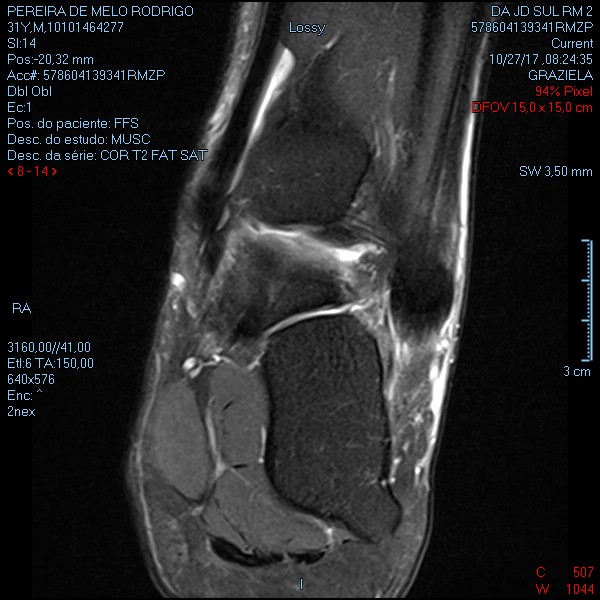 PEREIRA DE MELO RODRIGO
31Y,M,10101464277
Sl:14
Pos:-20,32 mm
Acc#: 578604139341RMZP
Dbl Obl
Ec:1
Pos. do paciente: FFS
Desc. do estudo: MUSC
Desc. da série: COR T2 FAT SAT
< 8 - 14 >
Lossy
DA JD SUL RM 2
578604139341RMZP
Current
10/27/17 ,08:24:35
GRAZIELA
94% Pixel
DFOV 15,0 x 15,0 cm
SW 3,50 mm
RA
3160,00//41,00
Etl:6 TA:150,00
640x576
Enc: ^
2nex
3 cm
I
C 507
W 1044